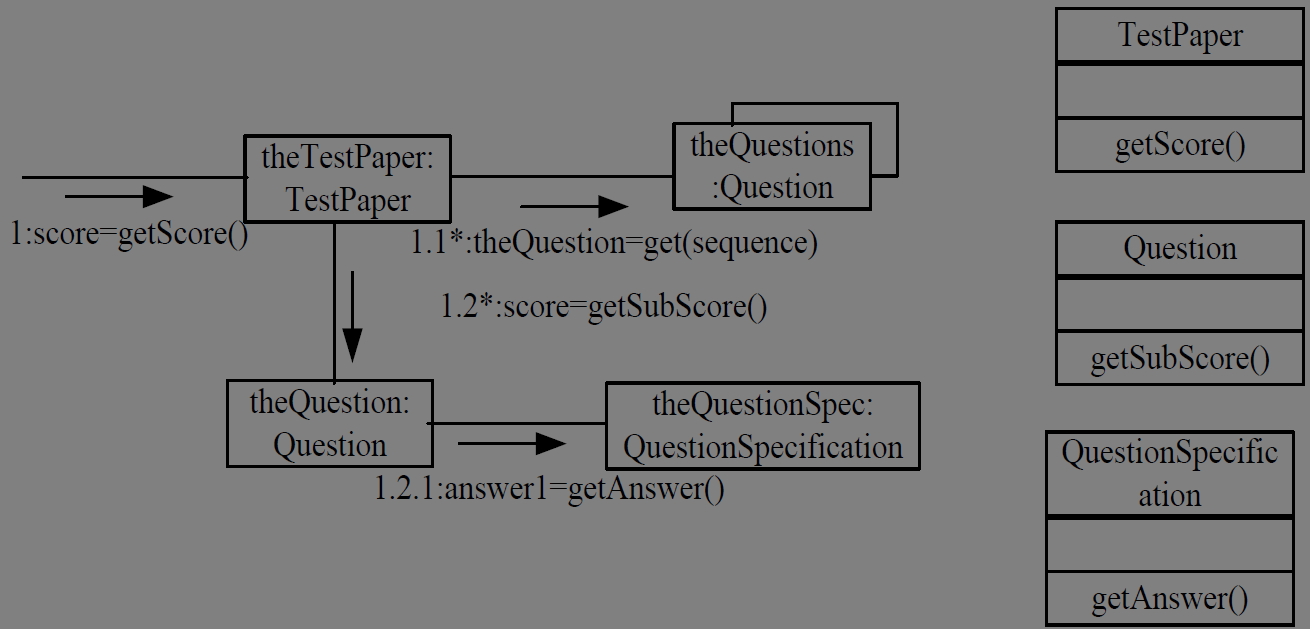 theTestPaper:
TestPaper
1:score=getScore()
theQuestions
:Question
1.1*:theQuestion=get(sequence)
1.2*:score=getSubScore()
theQuestion:
Question
theQuestionSpec:
QuestionSpecification
1.2.1:answer1=getAnswer()
TestPaper
getScore()
Question
getSubScore()
QuestionSpecific
ation
getAnswer()